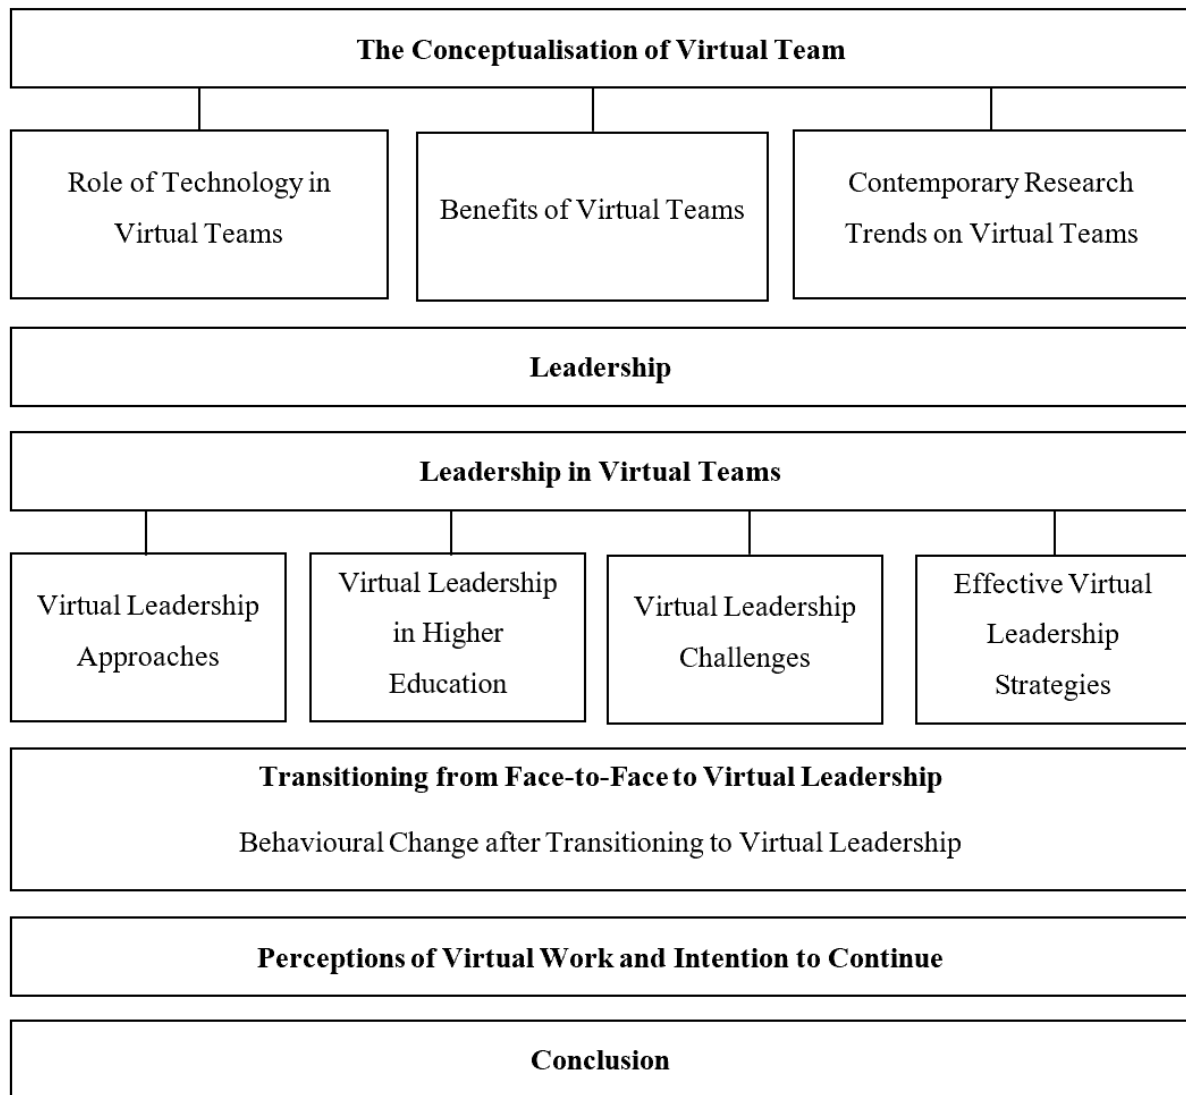 The Conceptualisation of Virtual Team
Role of Technology in
Virtual Teams
Benefits of Virtual Teams
Contemporary Research
Trends on Virtual Teams
Leadership
Leadership in Virtual Teams
Virtual Leadership
Approaches
Virtual Leadership
in Higher
Education
Virtual Leadership
Challenges
Effective Virtual
Leadership
Strategies
Transitioning from Face-to-Face to Virtual Leadership
Behavioural Change after Transitioning to Virtual Leadership
Perceptions of Virtual Work and Intention to Continue
Conclusion